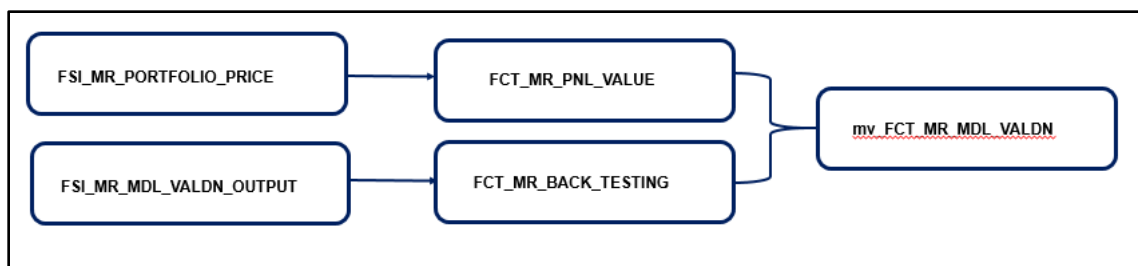 FSI_MR_PORTFOLIO_PRICE
FCT_MR_PNL_VALUE
mv_FCT_MR_MDL_VALDN
FSI_MR_MDL_VALDN_OUTPUT
FCT_MR_BACK_TESTING